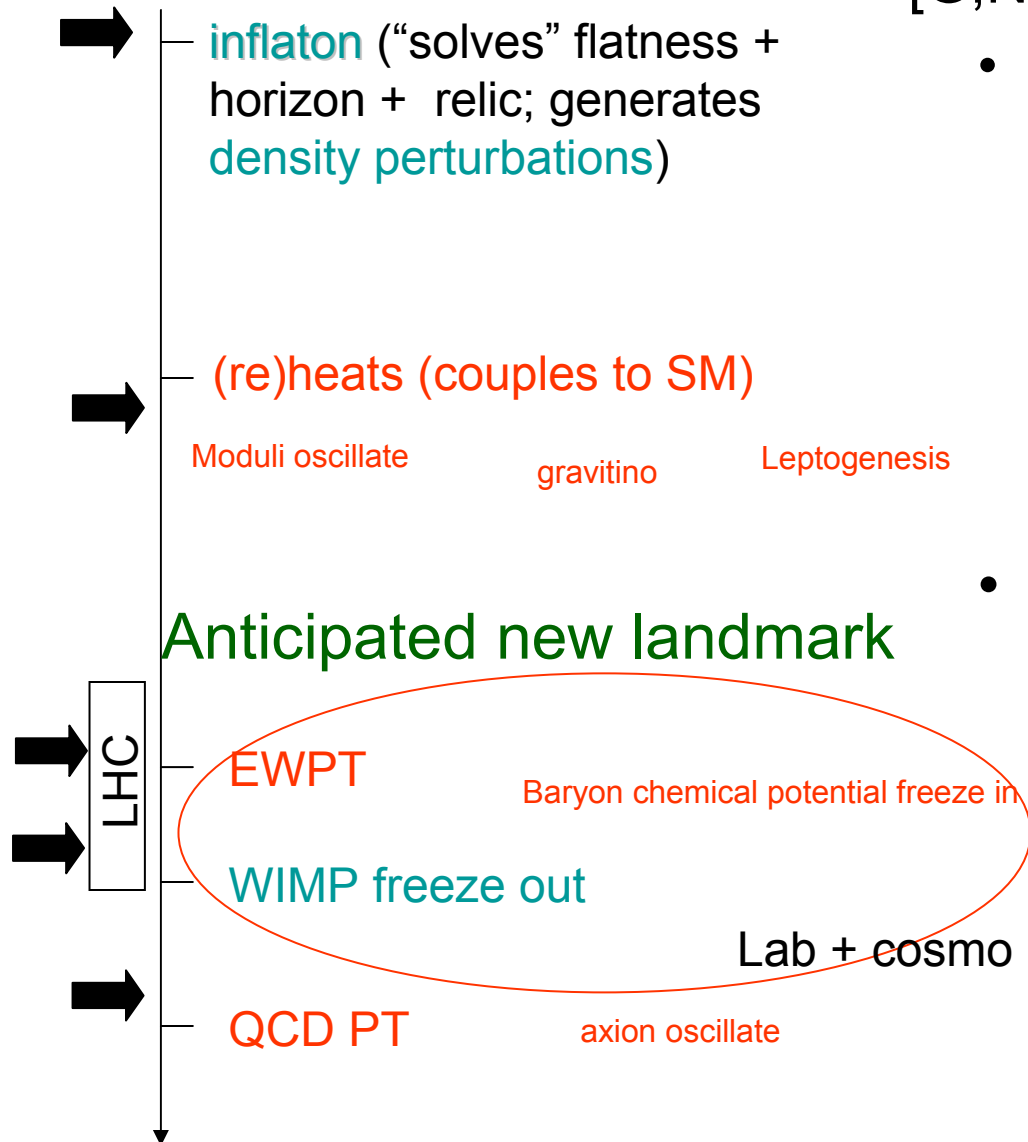 inflaton (“solves” flatness +
horizon + relic; generates
density perturbations)
(re)heats (couples to SM)
Moduli oscillate
gravitino
Leptogenesis
•
•
Anticipated new landmark
LHC
EWPT
Baryon chemical potential freeze in
WIMP freeze out
Lab + cosmo
QCD PT
axion oscillate